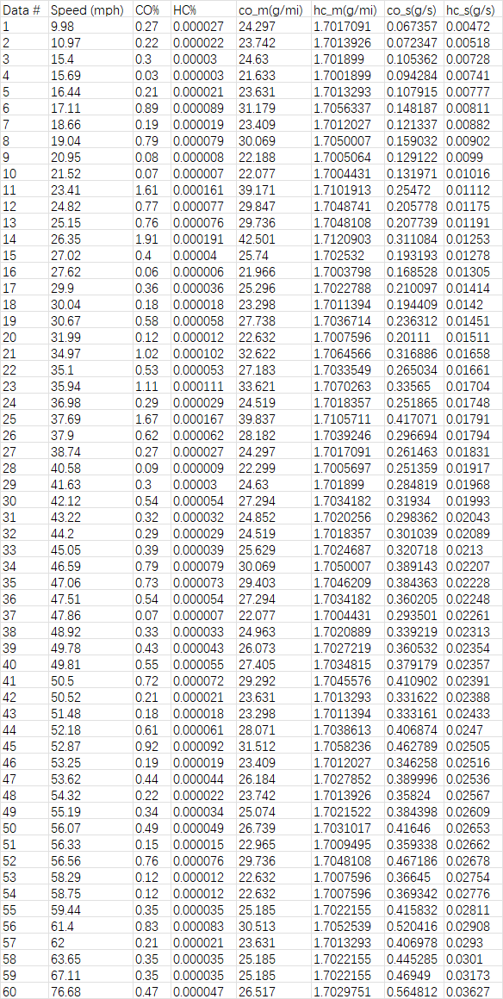 Data # Speed (mph) CO% HC% co_m(g/mi) hc_m(g/mi) co_s(g/s) hc_s(g/s)
1 9.98 0.27 0.000027 24.297 1.7017091 0.067357 0.00472
2 10.97 0.22 0.000022 23.742 1.7013926 0.072347 0.00518
3 15.4 0.3 0.00003 24.63 1.701899 0.105362 0.00728
4 15.69 0.03 0.000003 21.633 1.7001899 0.094284 0.00741
5 16.44 0.21 0.000021 23.631 1.7013293 0.107915 0.00777
6 17.11 0.89 0.000089 31.179 1.7056337 0.148187 0.00811
7 18.66 0.19 0.000019 23.409 1.7012027 0.121337 0.00882
8 19.04 0.79 0.000079 30.069 1.7050007 0.159032 0.00902
9 20.95 0.08 0.000008 22.188 1.7005064 0.129122 0.0099
10 21.52 0.07 0.000007 22.077 1.7004431 0.131971 0.01016
11 23.41 1.61 0.000161 39.171 1.7101913 0.25472 0.01112
12 24.82 0.77 0.000077 29.847 1.7048741 0.205778 0.01175
13 25.15 0.76 0.000076 29.736 1.7048108 0.207739 0.01191
14 26.35 1.91 0.000191 42.501 1.7120903 0.311084 0.01253
15 27.02 0.4 0.00004 25.74 1.702532 0.193193 0.01278
16 27.62 0.06 0.000006 21.966 1.7003798 0.168528 0.01305
17 29.9 0.36 0.000036 25.296 1.7022788 0.210097 0.01414
18 30.04 0.18 0.000018 23.298 1.7011394 0.194409 0.0142
19 30.67 0.58 0.000058 27.738 1.7036714 0.236312 0.01451
20 31.99 0.12 0.000012 22.632 1.7007596 0.20111 0.01511
21 34.97 1.02 0.000102 32.622 1.7064566 0.316886 0.01658
22 35.1 0.53 0.000053 27.183 1.7033549 0.265034 0.01661
23 35.94 1.11 0.000111 33.621 1.7070263 0.33565 0.01704
24 36.98 0.29 0.000029 24.519 1.7018357 0.251865 0.01748
25 37.69 1.67 0.000167 39.837 1.7105711 0.417071 0.01791
26 37.9 0.62 0.000062 28.182 1.7039246 0.296694 0.01794
27 38.74 0.27 0.000027 24.297 1.7017091 0.261463 0.01831
28 40.58 0.09 0.000009 22.299 1.7005697 0.251359 0.01917
29 41.63 0.3 0.00003 24.63 1.701899 0.284819 0.01968
30 42.12 0.54 0.000054 27.294 1.7034182 0.31934 0.01993
31 43.22 0.32 0.000032 24.852 1.7020256 0.298362 0.02043
32 44.2 0.29 0.000029 24.519 1.7018357 0.301039 0.02089
33 45.05 0.39 0.000039 25.629 1.7024687 0.320718 0.0213
34 46.59 0.79 0.000079 30.069 1.7050007 0.389143 0.02207
35 47.06 0.73 0.000073 29.403 1.7046209 0.384363 0.02228
36 47.51 0.54 0.000054 27.294 1.7034182 0.360205 0.02248
37 47.86 0.07 0.000007 22.077 1.7004431 0.293501 0.02261
38 48.92 0.33 0.000033 24.963 1.7020889 0.339219 0.02313
39 49.78 0.43 0.000043 26.073 1.7027219 0.360532 0.02354
40 49.81 0.55 0.000055 27.405 1.7034815 0.379179 0.02357
41 50.5 0.72 0.000072 29.292 1.7045576 0.410902 0.02391
42 50.52 0.21 0.000021 23.631 1.7013293 0.331622 0.02388
43 51.48 0.18 0.000018 23.298 1.7011394 0.333161 0.02433
44 52.18 0.61 0.000061 28.071 1.7038613 0.406874 0.0247
45 52.87 0.92 0.000092 31.512 1.7058236 0.462789 0.02505
46 53.25 0.19 0.000019 23.409 1.7012027 0.346258 0.02516
47 53.62 0.44 0.000044 26.184 1.7027852 0.389996 0.02536
48 54.32 0.22 0.000022 23.742 1.7013926 0.35824 0.02567
49 55.19 0.34 0.000034 25.074 1.7021522 0.384398 0.02609
50 56.07 0.49 0.000049 26.739 1.7031017 0.41646 0.02653
51 56.33 0.15 0.000015 22.965 1.7009495 0.359338 0.02662
52 56.56 0.76 0.000076 29.736 1.7048108 0.467186 0.02678
53 58.29 0.12 0.000012 22.632 1.7007596 0.36645 0.02754
54 58.75 0.12 0.000012 22.632 1.7007596 0.369342 0.02776
55 59.44 0.35 0.000035 25.185 1.7022155 0.415832 0.02811
56 61.4 0.83 0.000083 30.513 1.7052539 0.520416 0.02908
57 62 0.21 0.000021 23.631 1.7013293 0.406978 0.0293
58 63.65 0.35 0.000035 25.185 1.7022155 0.445285 0.0301
59 67.11 0.35 0.000035 25.185 1.7022155 0.46949 0.03173
60 76.68 0.47 0.000047 26.517 1.7029751 0.564812 0.03627